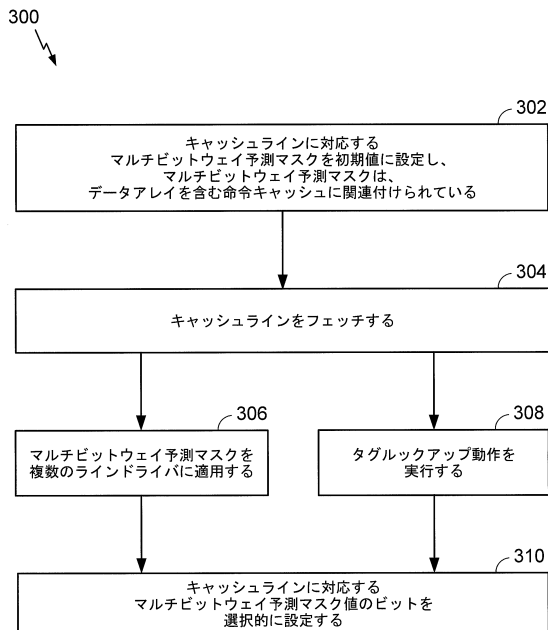 300
302
キャッシュラインに対応する
マルチビットウェイ予測マスクを初期値に設定し、
マルチビットウェイ予測マスクは、
データアレイを含む命令キャッシュに関連付けられている
304
キャッシュラインをフェッチする
306
マルチビットウェイ予測マスクを
複数のラインドライバに適用する
308
タグルックアップ動作を
実行する
310
キャッシュラインに対応する
マルチビットウェイ予測マスク値のビットを
選択的に設定する